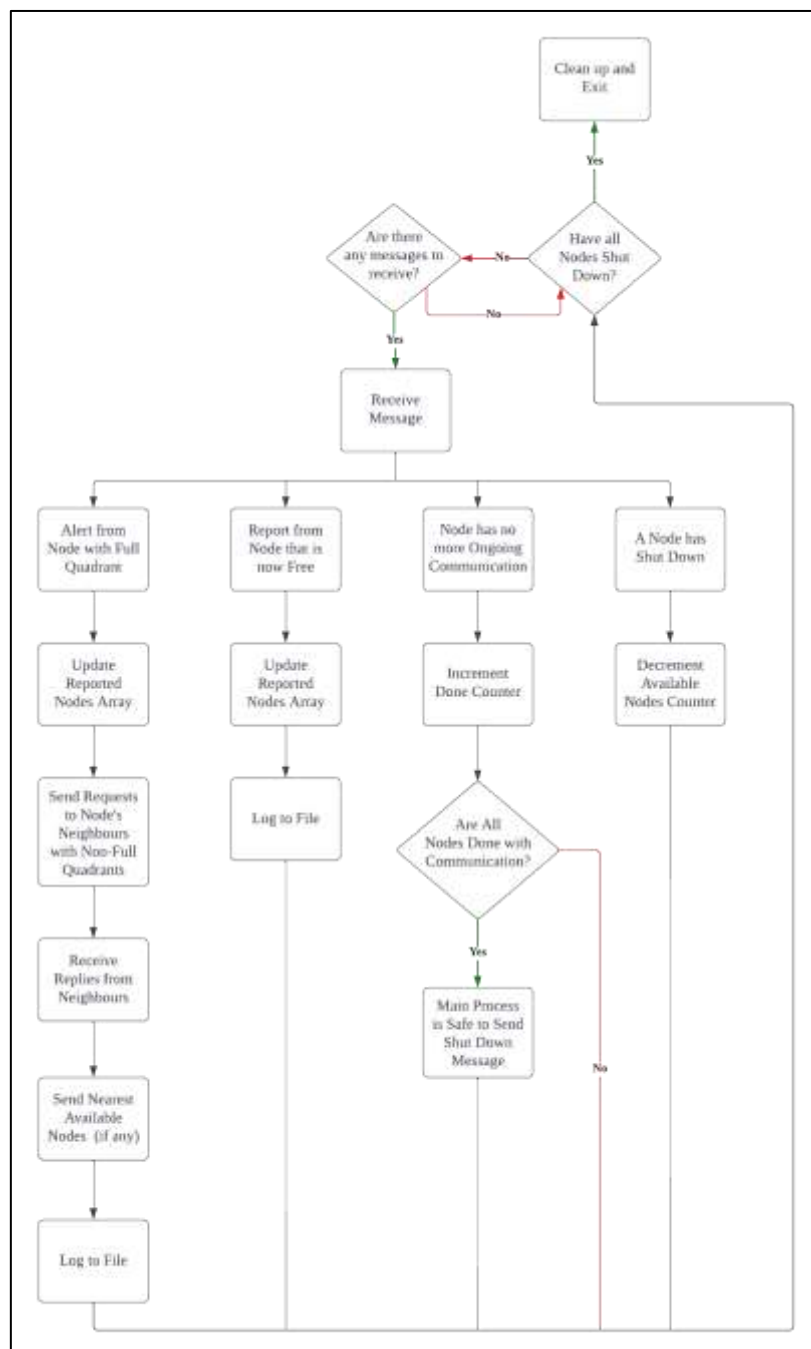 Clean up and
Exit
Yes
Are there
any messages to
receive?
No
Have all
Nodes Shut
Down?
No
Yes
Receive
Message
Alert from
Node with Full
Quadrant
Report from
Node that is
now Free
Node has no
more Ongoing
Communication
A Node has
Shut Down
Update
Reported
Nodes Array
Update
Reported
Nodes Array
Increment
Done Counter
Decrement
Available
Nodes Counter
Send Requests
to Node's
Neighbours
with Non-Full
Quadrants
Log to File
Are All
Nodes Done with
Communication?
Receive
Replies from
Neighbours
Yes
Main Process
is Safe to Send
Shut Down
Message
No
Send Nearest
Available
Nodes (if any)
Log to File